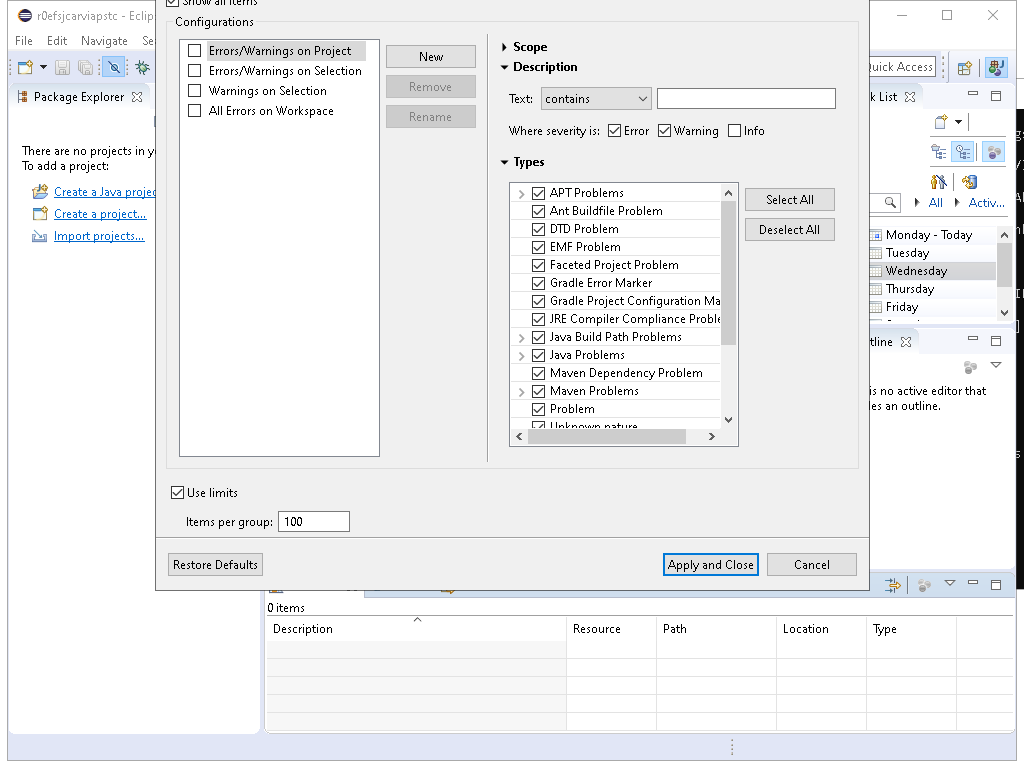 r0efsjcarviapstc - Eclips
Show all items
File Edit Navigate Se
Configurations
Errors/Warnings on Project
Errors/Warnings on Selection
Warnings on Selection
All Errors on Workspace
New
Remove
Rename
Scope
Description
Text: contains
Where severity is: Error Warning Info
Types
APT Problems
Ant Buildfile Problem
DTD Problem
EMF Problem
Faceted Project Problem
Gradle Error Marker
Gradle Project Configuration Ma
JRE Compiler Compliance Proble
Java Build Path Problems
Java Problems
Maven Dependency Problem
Maven Problems
Problem
Unknown nature
Select All
Deselect All
Use limits
Items per group: 100
Restore Defaults
Apply and Close
Cancel
Package Explorer
There are no projects in y
To add a project:
Create a Java projec
Create a project...
Import projects...
Quick Access
k List
All Activ...
Monday - Today
Tuesday
Wednesday
Thursday
Friday
tline
is no active editor that
des an outline.
0 items
Description Resource Path Location Type